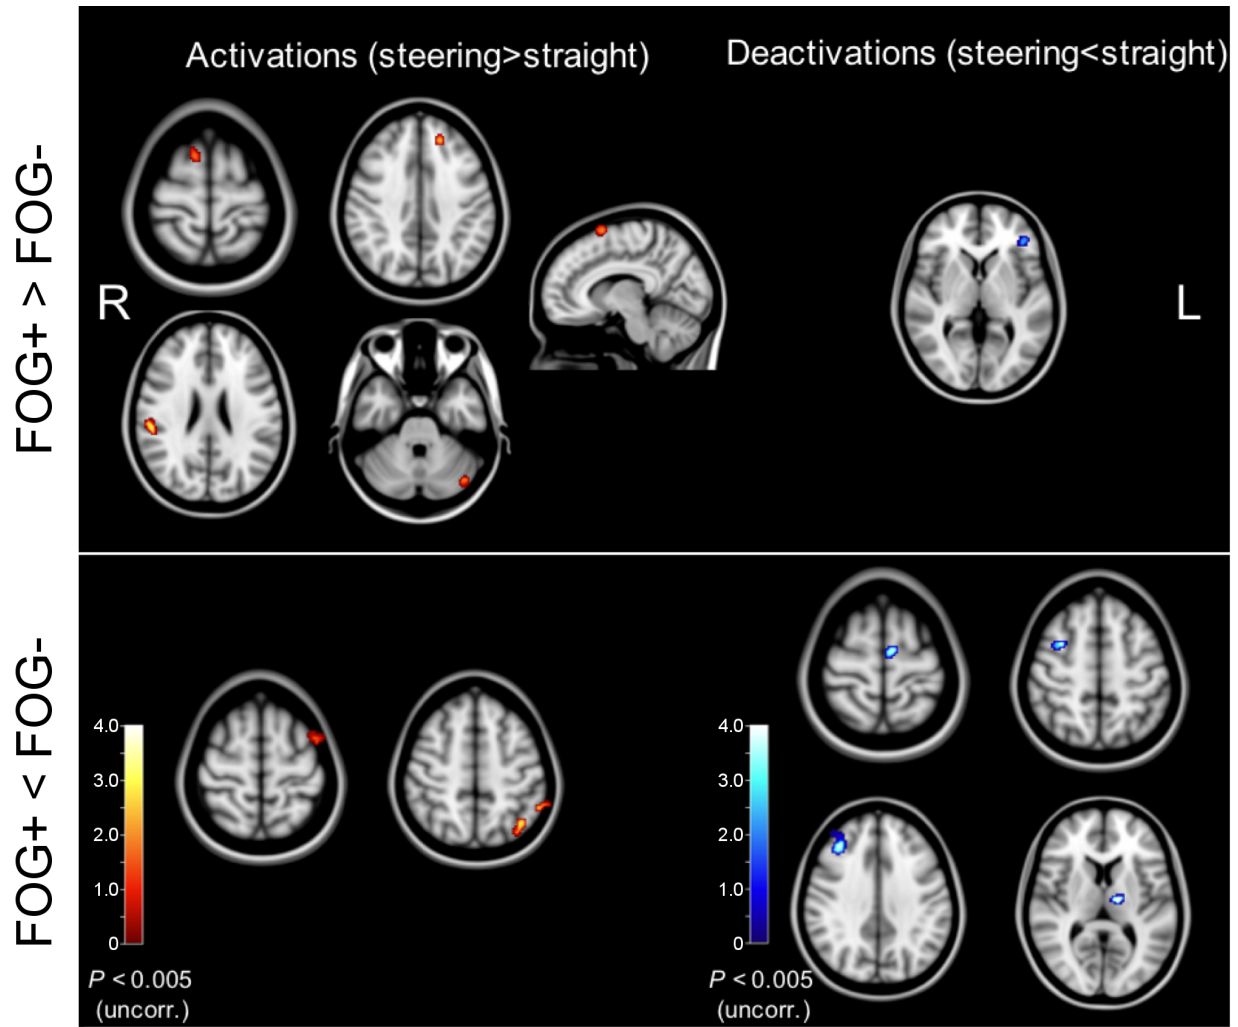 Activations (steering>straight)
Deactivations (steering<straight)
FOG+ > FOG-
R
L
FOG+ < FOG-
4.0
3.0
2.0
1.0
0
P < 0.005
(uncorr.)
4.0
3.0
2.0
1.0
0
P < 0.005
(uncorr.)